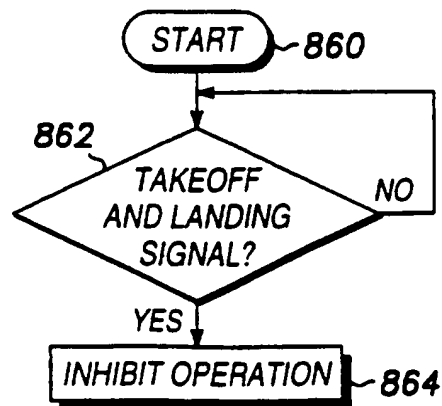 START
860
862
TAKEOFF
AND LANDING
SIGNAL?
NO
YES
INHIBIT OPERATION
864